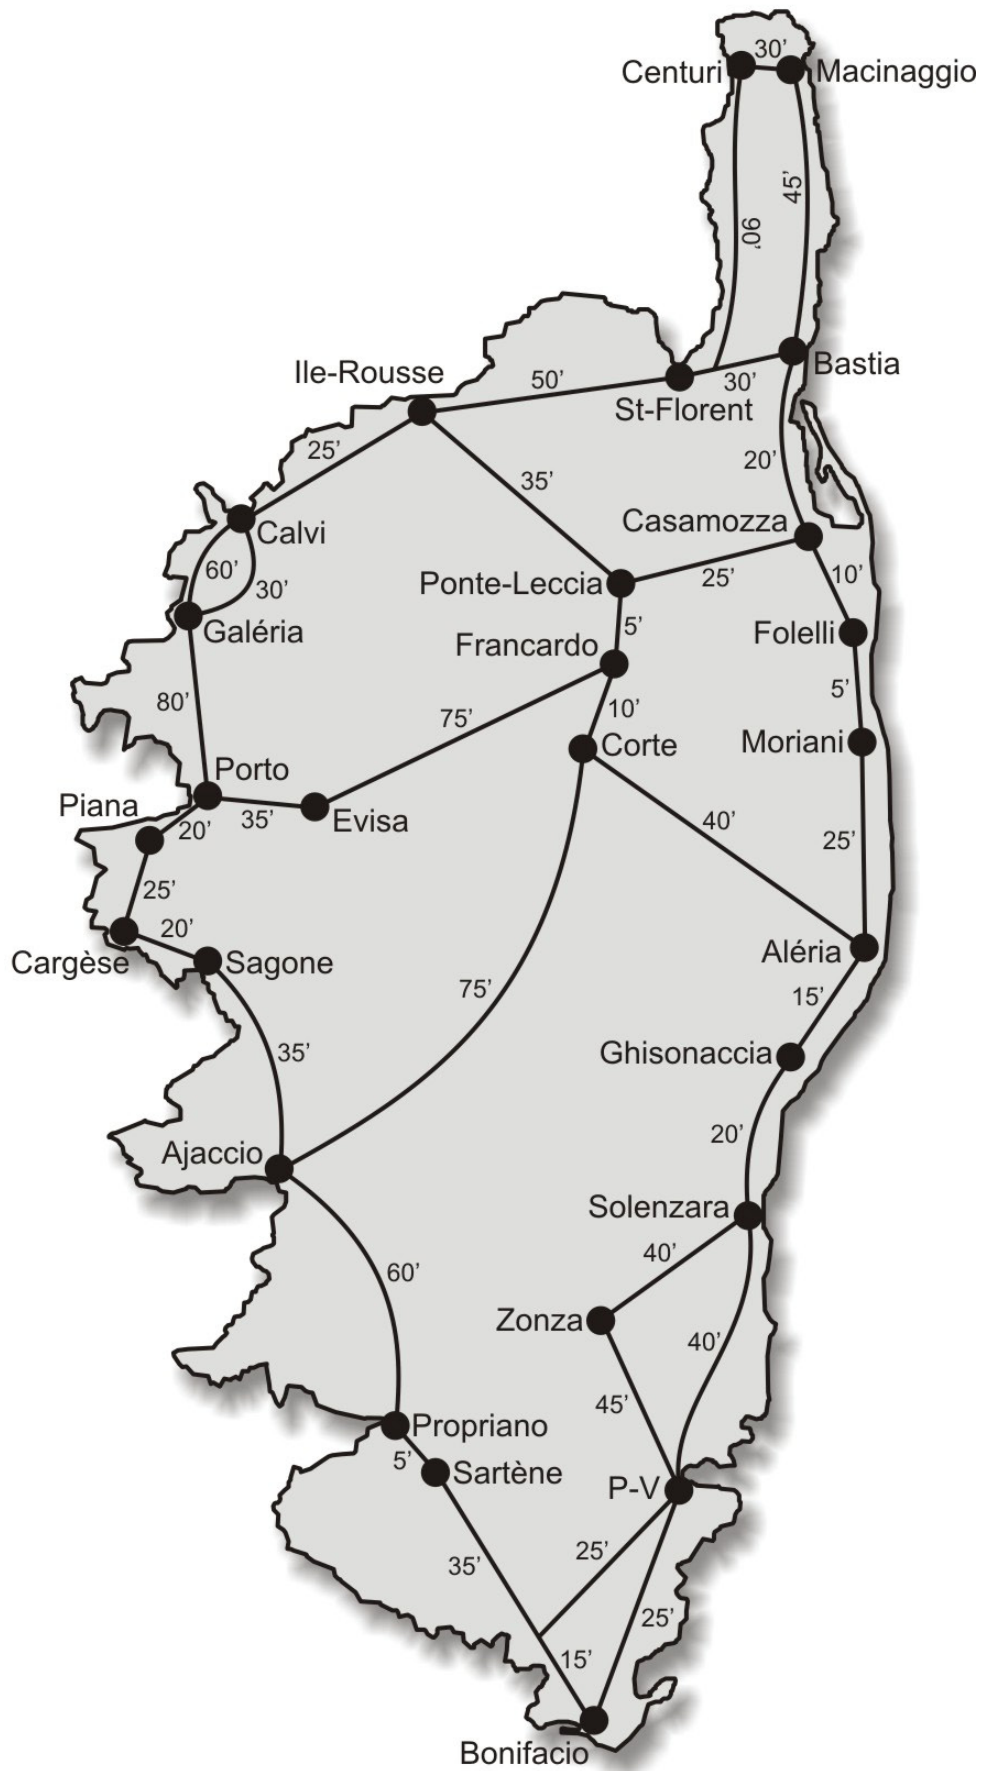 30’
Centuri
Macinaggio
45’
90’
Bastia
Ile-Rousse
50’
30’
St-Florent
25’
20’
35’
Calvi
Casamozza
60’
30’
Ponte-Leccia
25’
10’
Galéria
5’
Folelli
Francardo
80’
5’
75’
10’
Corte
Moriani
Porto
Piana
20’
35’
Evisa
40’
25’
25’
20’
Cargèse
Sagone
Aléria
75’
15’
35’
Ghisonaccia
20’
Ajaccio
Solenzara
40’
60’
Zonza
40’
45’
Propriano
5’
Sartène
P-V
35’
25’
25’
15’
Bonifacio